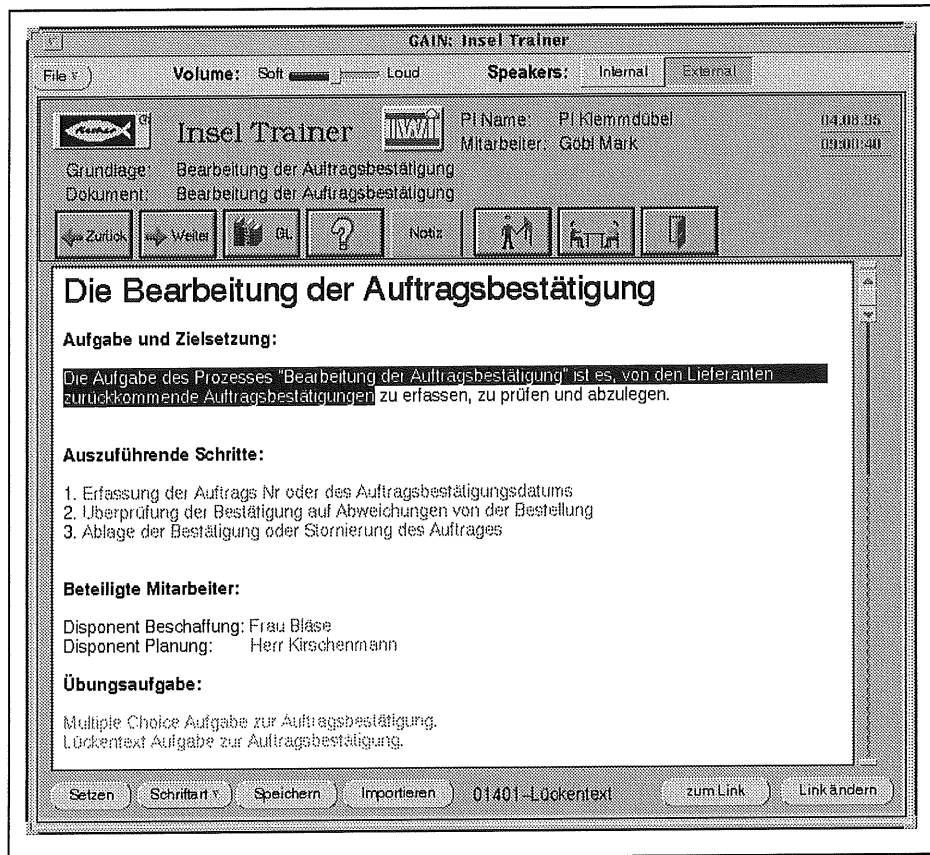 GAIN: Insel Trainer
File Volume: Soft Loud Speakers: Internal External
fischer Insel Trainer IWi PI Name: PI Klemmdübel 04.08.95
Mitarbeiter: Göbl Mark 09:00:40
Grundlage: Bearbeitung der Auftragsbestätigung
Dokument: Bearbeitung der Auftragsbestätigung
Zurück Weiter GL ? Notiz
Die Bearbeitung der Auftragsbestätigung
Aufgabe und Zielsetzung:
Die Aufgabe des Prozesses "Bearbeitung der Auftragsbestätigung" ist es, von den Lieferanten
zurückkommende Auftragsbestätigungen zu erfassen, zu prüfen und abzulegen.
Auszuführende Schritte:
1. Erfassung der Auftrags Nr oder des Auftragsbestätigungsdatums
2. Überprüfung der Bestätigung auf Abweichungen von der Bestellung
3. Ablage der Bestätigung oder Stornierung des Auftrages
Beteiligte Mitarbeiter:
Disponent Beschaffung: Frau Bläse
Disponent Planung: Herr Kirschenmann
Übungsaufgabe:
Multiple Choice Aufgabe zur Auftragsbestätigung.
Lückentext Aufgabe zur Auftragsbestätigung.
Setzen Schriftart Speichern Importieren 01401-Lückentext zum Link Link ändern